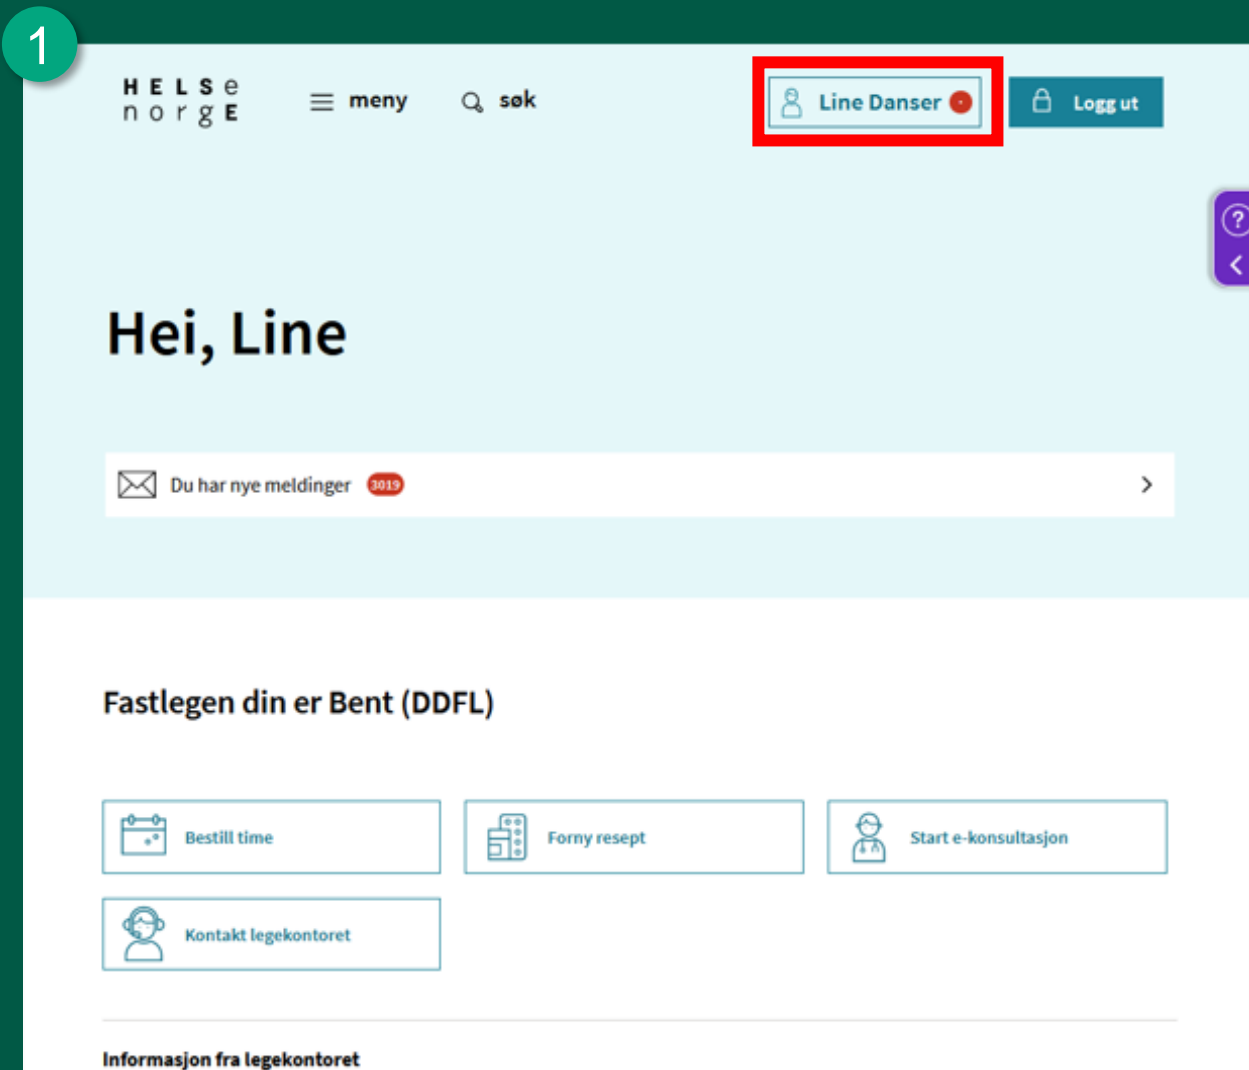 1
HELSe
norgE
meny
søk
Line Danser
Logg ut
?
Hei, Line
Du har nye meldinger 3019
Fastlegen din er Bent (DDFL)
Bestill time
Forny resept
Start e-konsultasjon
Kontakt legekontoret
Informasjon fra legekontoret